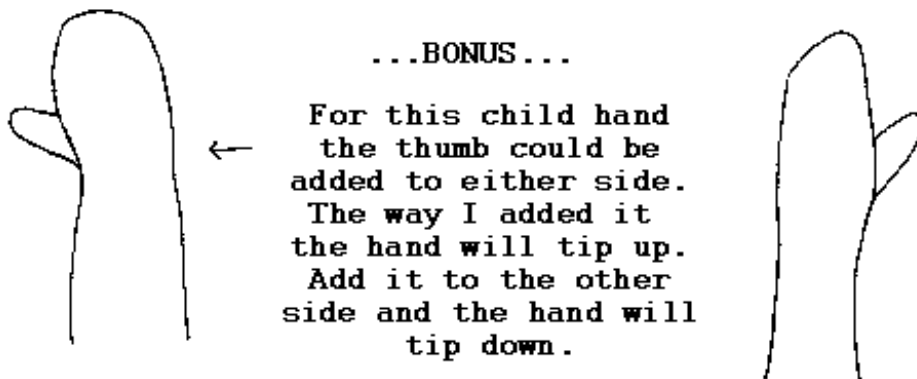 ...BONUS...
For this child hand
the thumb could be
added to either side.
The way I added it
the hand will tip up.
Add it to the other
side and the hand will
tip down.